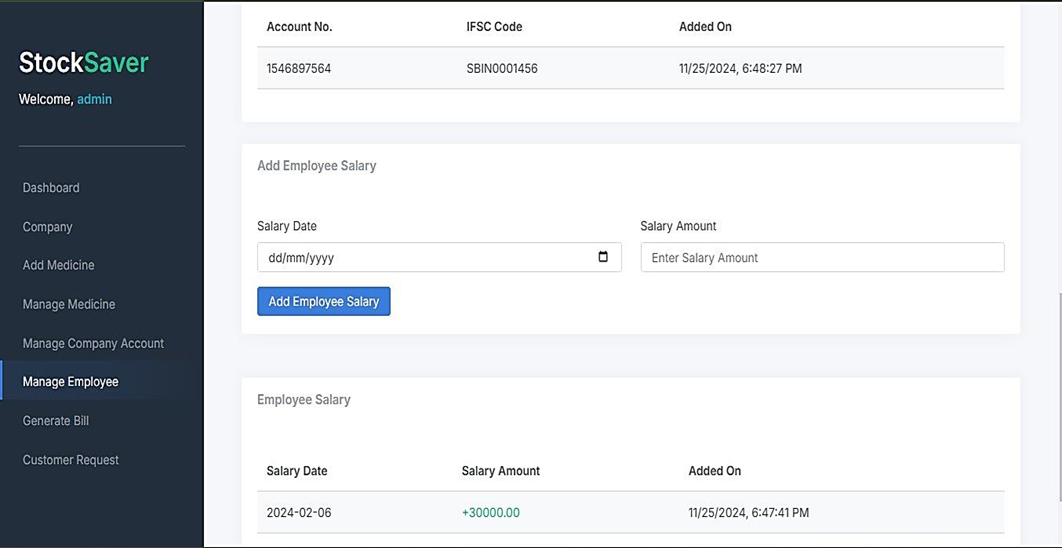 StockSaver
Welcome, admin
Dashboard
Company
Add Medicine
Manage Medicine
Manage Company Account
Manage Employee
Generate Bill
Customer Request
Account No. IFSC Code Added On
1546897564 SBIN0001456 11/25/2024, 6:48:27 PM
Add Employee Salary
Salary Date Salary Amount
dd/mm/yyyy Enter Salary Amount
Add Employee Salary
Employee Salary
Salary Date Salary Amount Added On
2024-02-06 +30000.00 11/25/2024, 6:47:41 PM